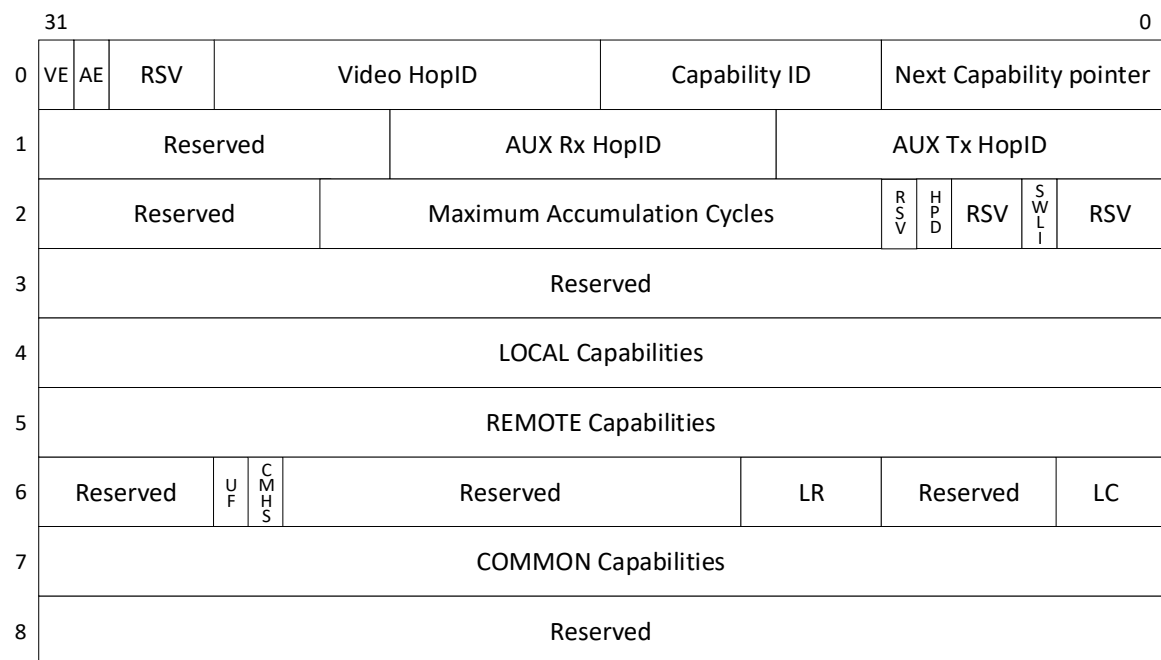 31 0
0 VE AE RSV Video HopID Capability ID Next Capability pointer
1 Reserved AUX Rx HopID AUX Tx HopID
2 Reserved Maximum Accumulation Cycles RSV HPD RSV SWLI RSV
3 Reserved
4 LOCAL Capabilities
5 REMOTE Capabilities
6 Reserved UF CMHS Reserved LR Reserved LC
7 COMMON Capabilities
8 Reserved